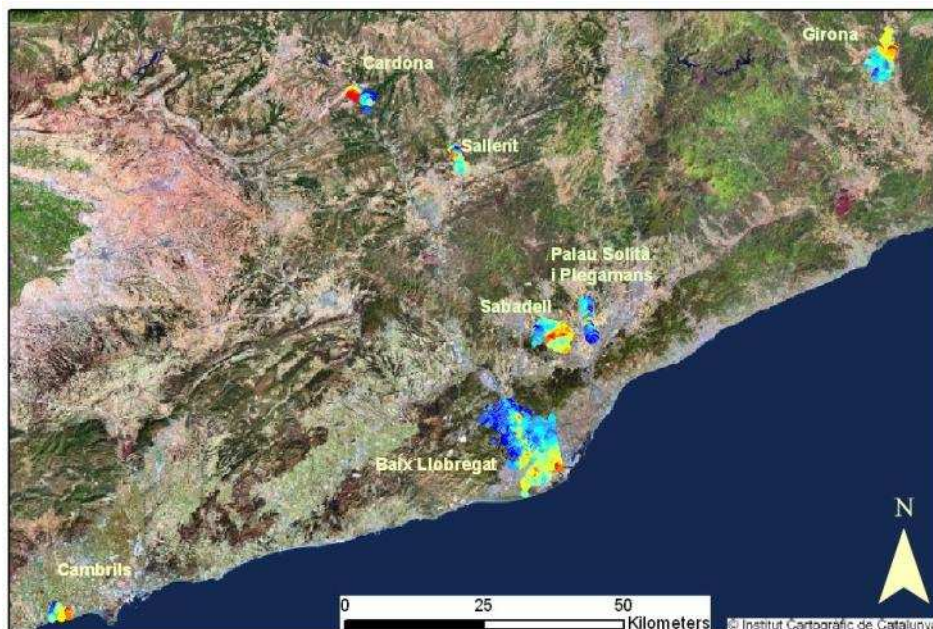 Girona
Cardona
Sallent
Palau Solità
i Plegamans
Sabadell
Baix Llobregat
N
Cambrils
0 25 50
Kilometers
© Institut Cartogràfic de Catalunya